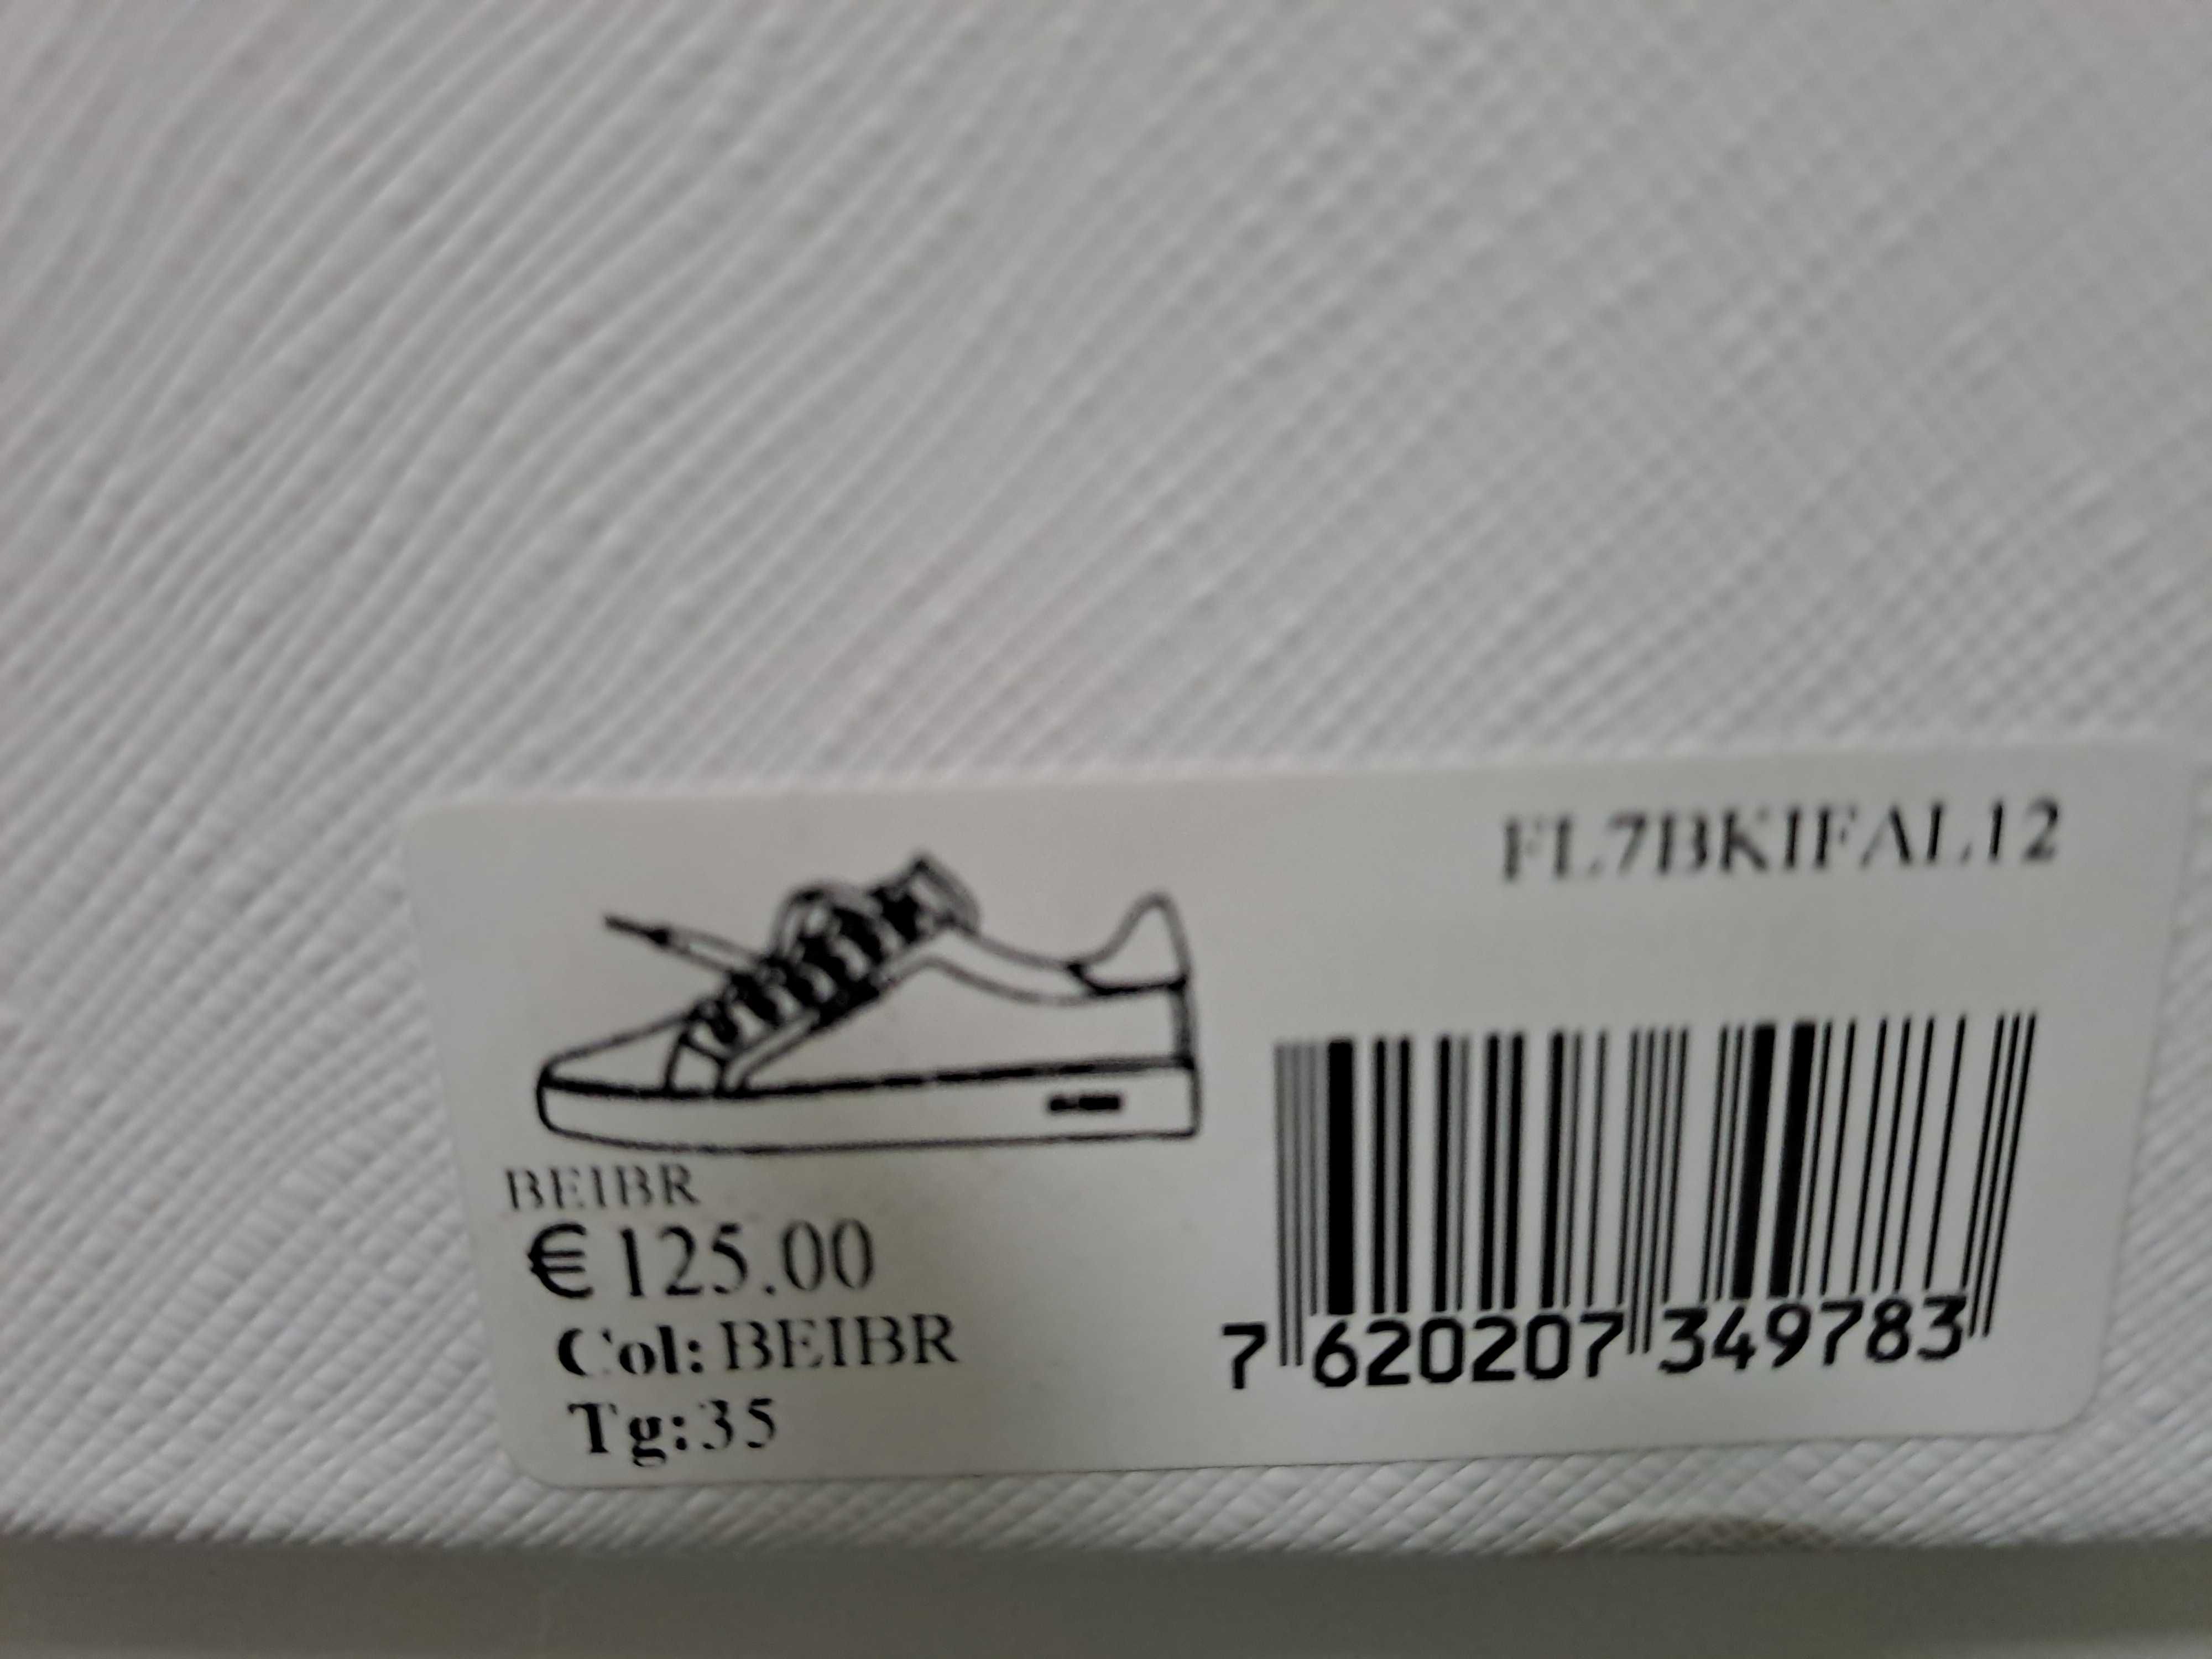 FL7BKIFAL12
BEIBR
€ 125.00
Col: BEIBR
Tg: 35
7 620207 349783